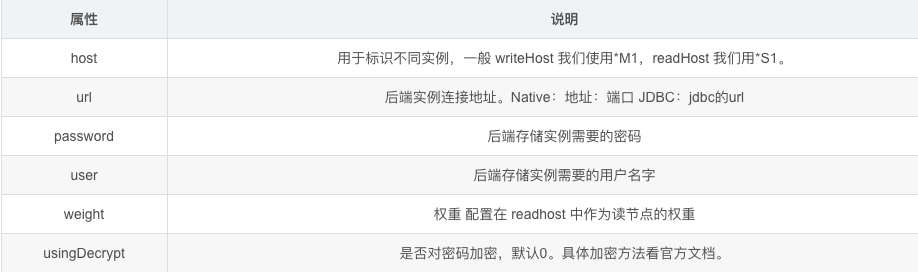 属性 说明
host 用于标识不同实例，一般 writeHost 我们使用*M1，readHost 我们用*S1。
url 后端实例连接地址。Native：地址：端口 JDBC：jdbc的url
password 后端存储实例需要的密码
user 后端存储实例需要的用户名字
weight 权重 配置在 readhost 中作为读节点的权重
usingDecrypt 是否对密码加密，默认0。具体加密方法看官方文档。